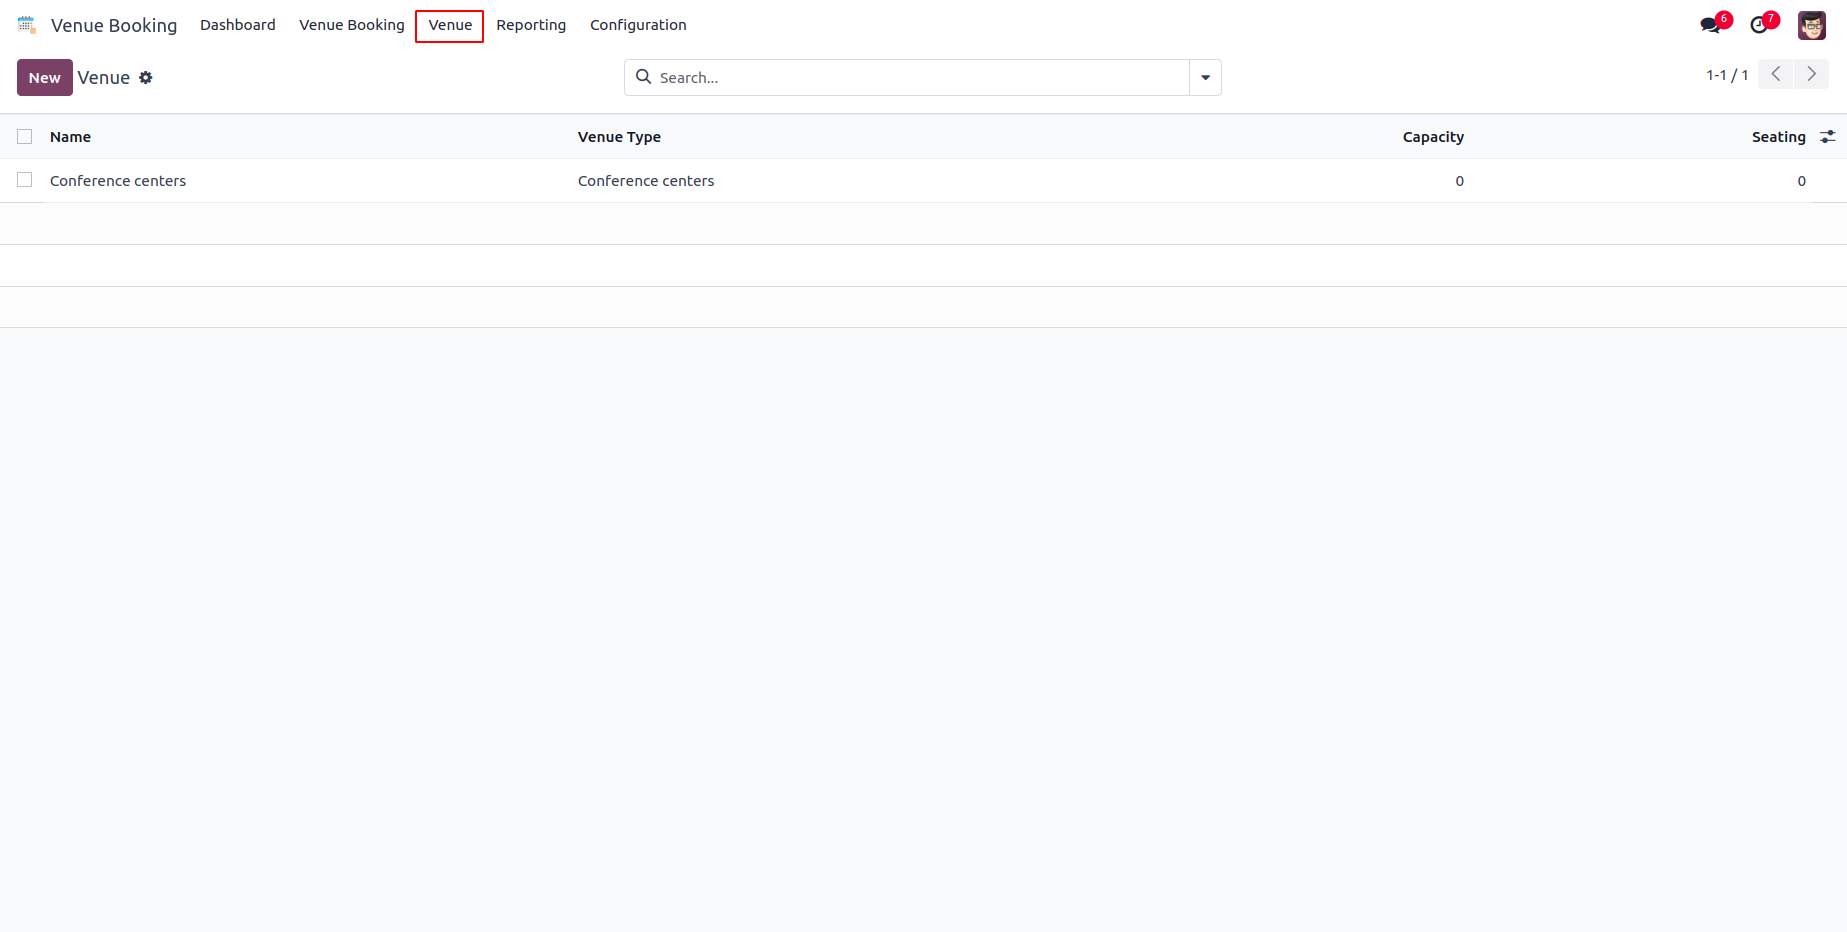 Venue Booking Dashboard Venue Booking Venue Reporting Configuration 6 7
New Venue Search... 1-1 / 1
Name Venue Type Capacity Seating
Conference centers Conference centers 0 0